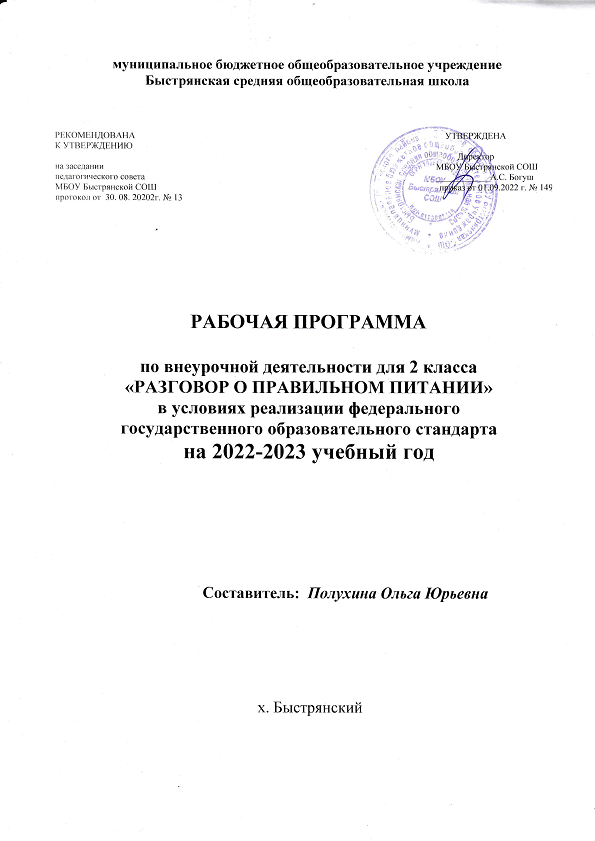 муниципальное бюджетное общеобразовательное учреждение
Быстрянская средняя общеобразовательная школа
РЕКОМЕНДОВАНА
К УТВЕРЖДЕНИЮ
на заседании
педагогического совета
МБОУ Быстрянской СОШ
протокол от 30. 08. 20202г. № 13
УТВЕРЖДЕНА
Директор
МБОУ Быстрянской СОШ
А.С. Богуш
приказ от 01.09.2022 г. № 149
МБОУ
Быстрянская
СОШ
РАБОЧАЯ ПРОГРАММА
по внеурочной деятельности для 2 класса
«РАЗГОВОР О ПРАВИЛЬНОМ ПИТАНИИ»
в условиях реализации федерального
государственного образовательного стандарта
на 2022-2023 учебный год
Составитель: Полухина Ольга Юрьевна
х. Быстрянский